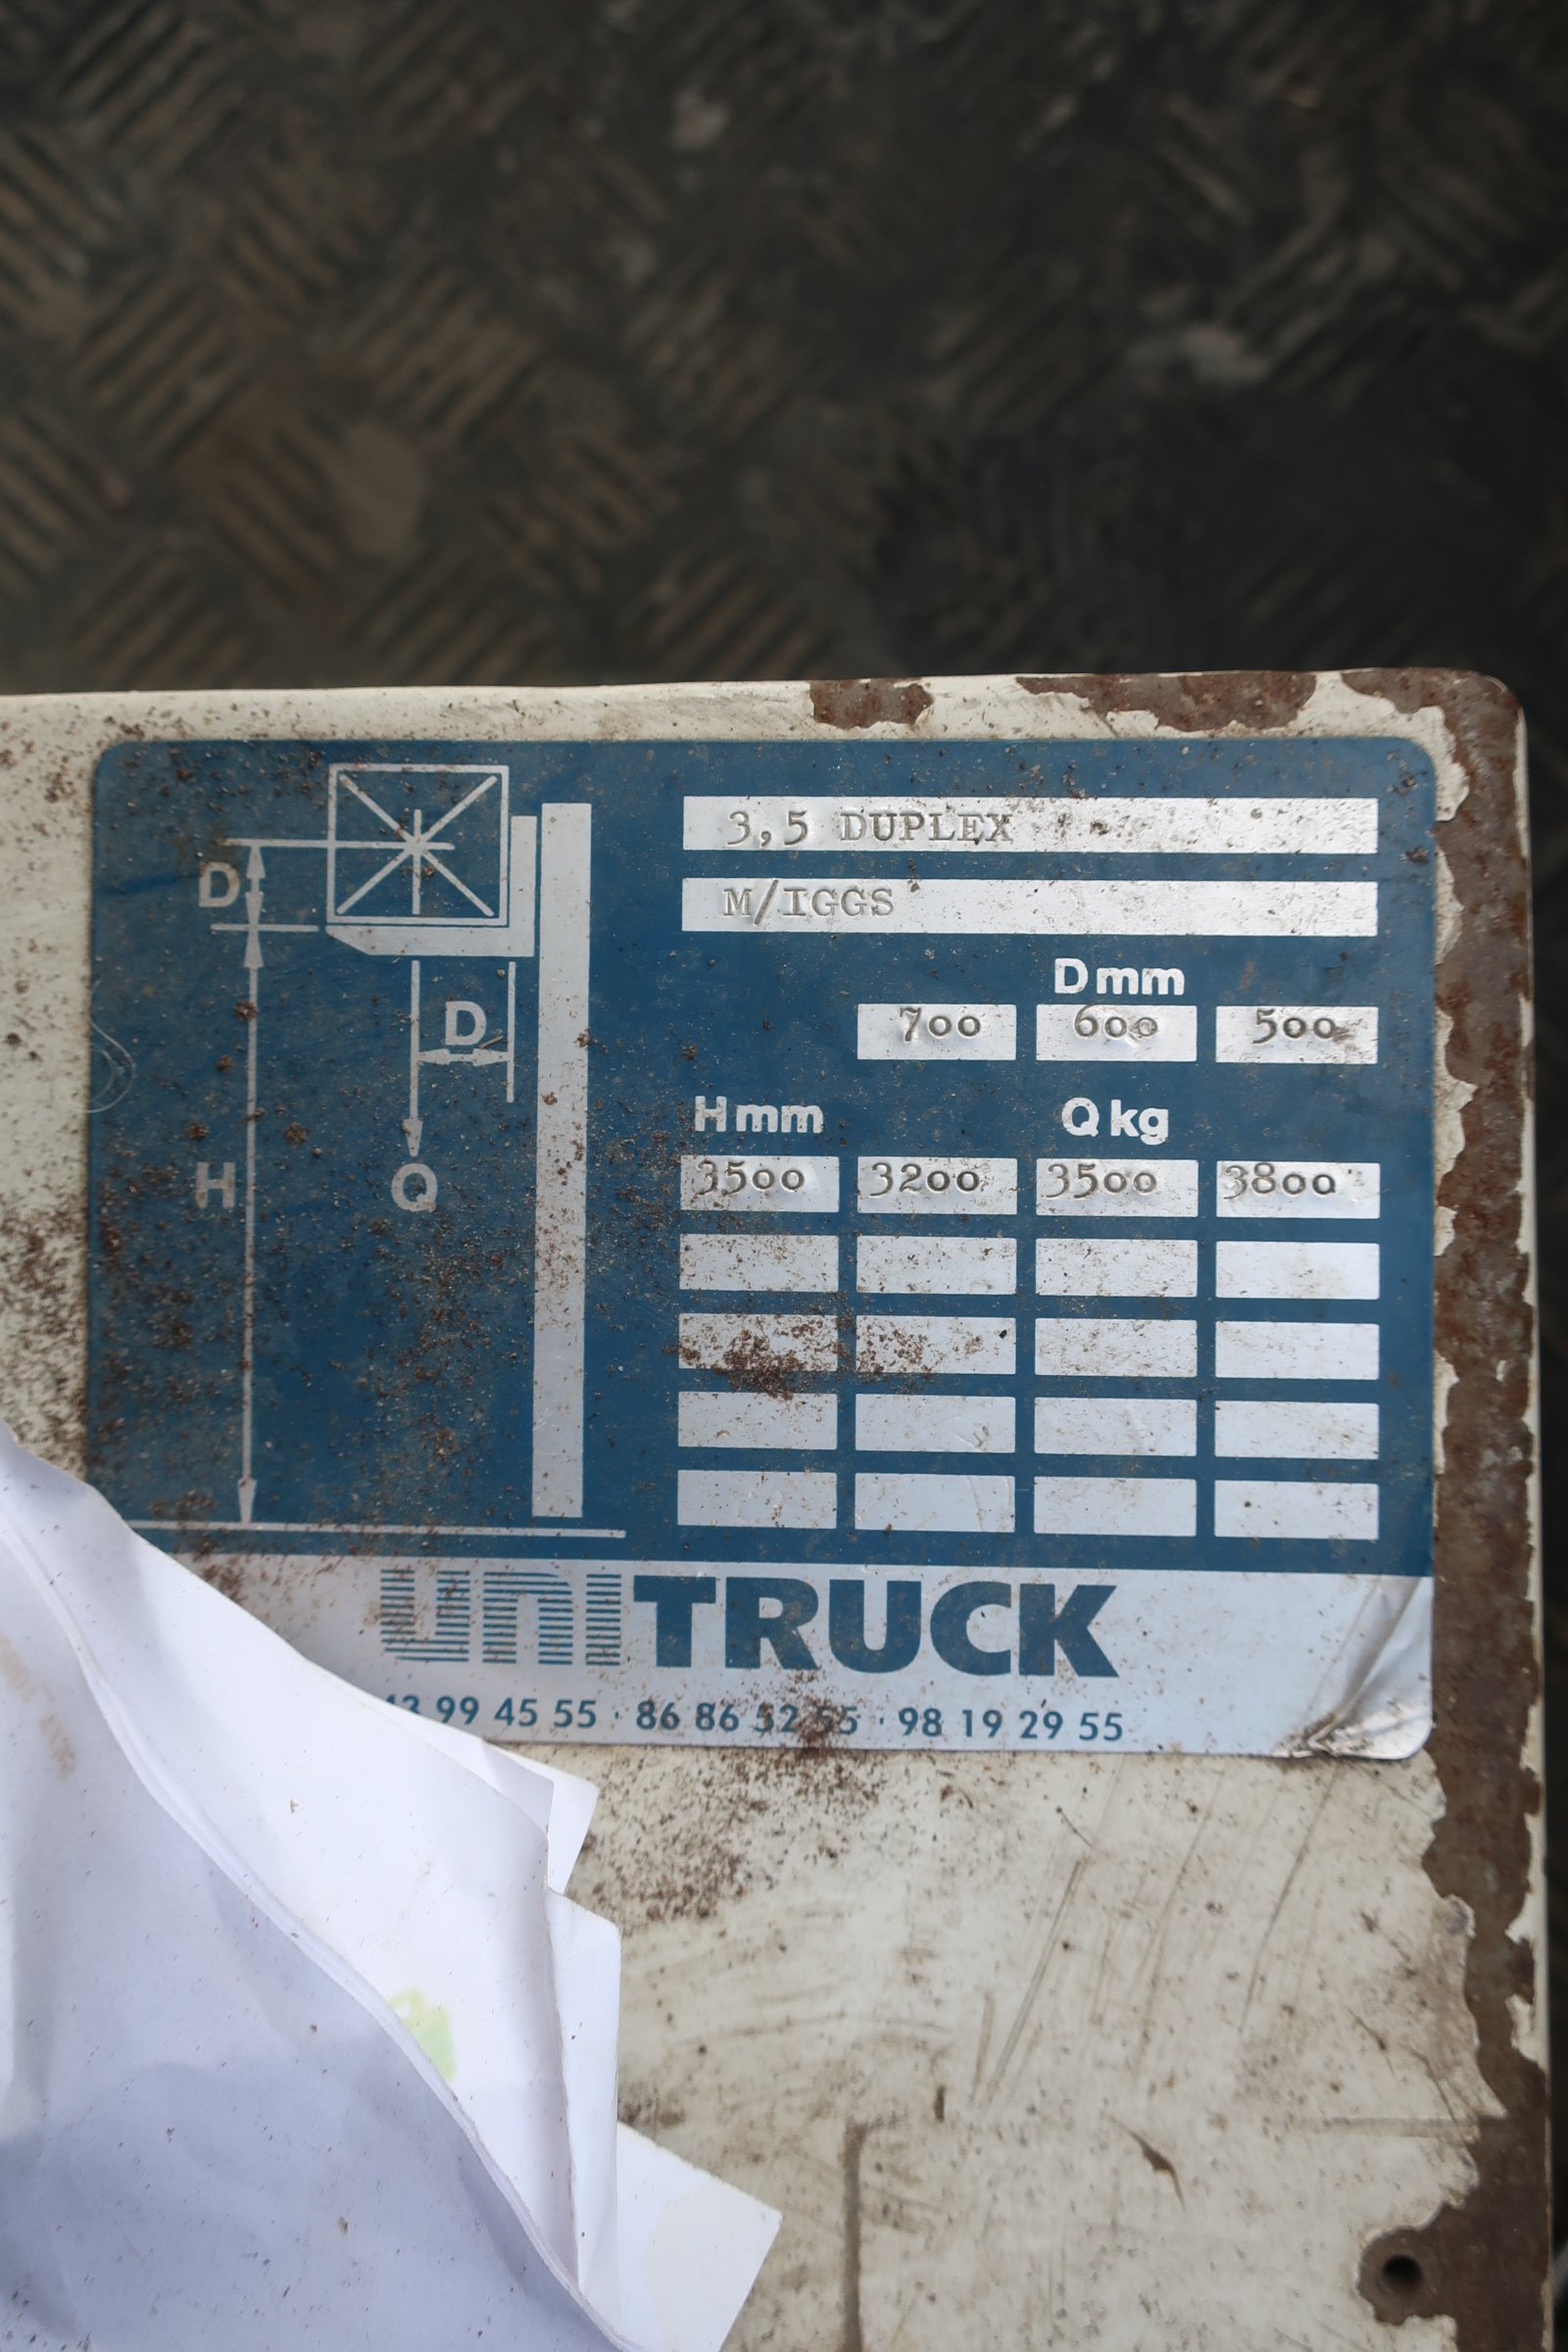 3,5 DUPLEX
M/IGGS
D
D
H
Q
D mm
700 600 500
H mm Q kg
3500 3200 3500 3800
UNITRUCK
43 99 45 55 · 86 86 52 55 · 98 19 29 55